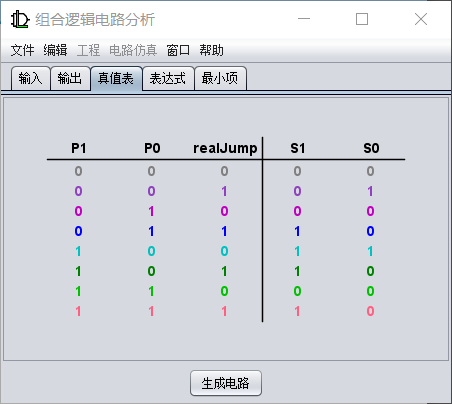 组合逻辑电路分析
文件 编辑 工程 电路仿真 窗口 帮助
输入 输出 真值表 表达式 最小项
P1 P0 realJump S1 S0
0 0 0 0 0
0 0 1 0 1
0 1 0 0 0
0 1 1 1 0
1 0 0 1 1
1 0 1 1 0
1 1 0 0 0
1 1 1 1 0
生成电路